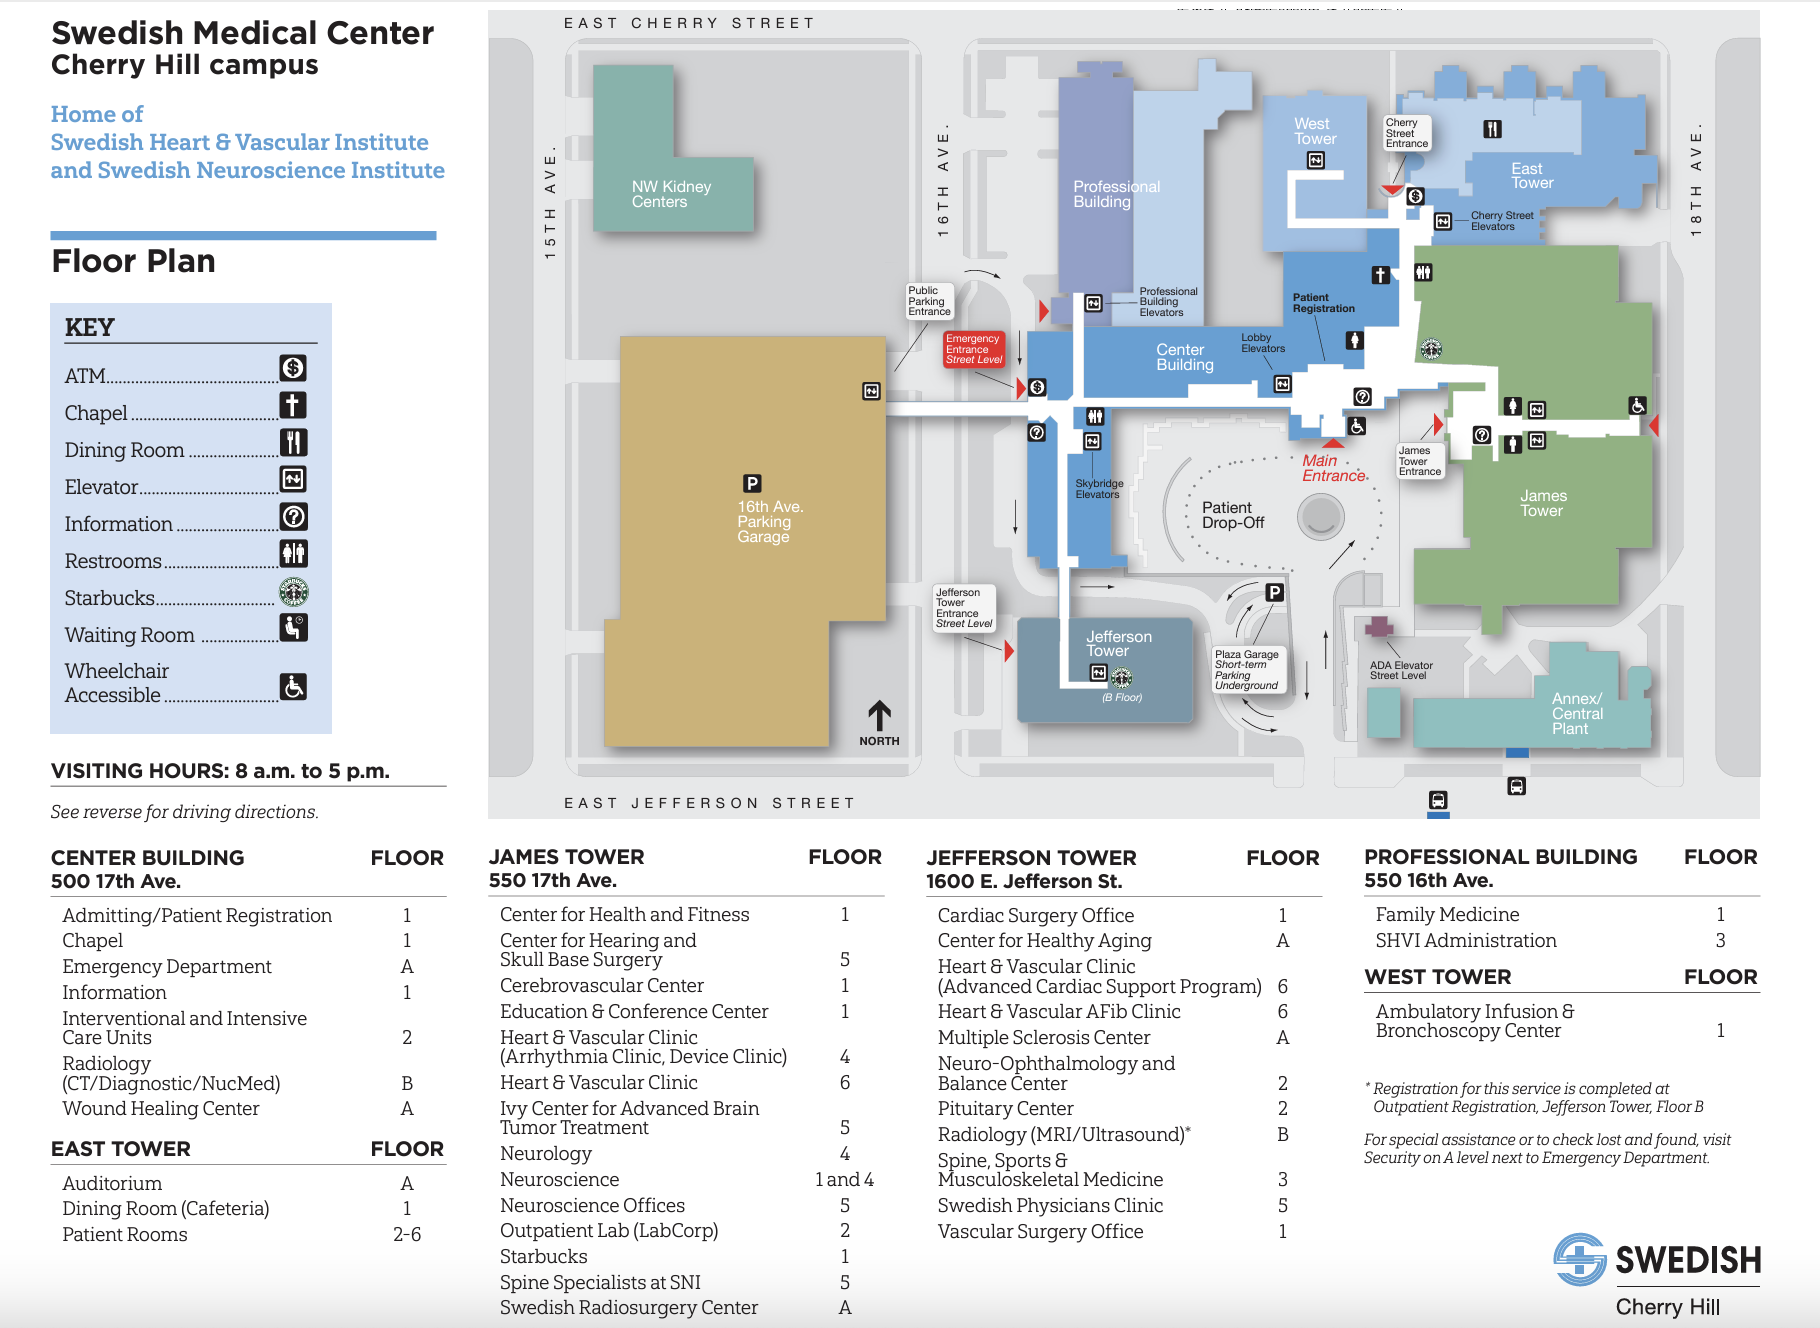 Swedish Medical Center
Cherry Hill campus
Home of
Swedish Heart & Vascular Institute
and Swedish Neuroscience Institute
Floor Plan
KEY
ATM
Chapel
Dining Room
Elevator
Information
Restrooms
Starbucks
Waiting Room
Wheelchair
Accessible
VISITING HOURS: 8 a.m. to 5 p.m.
See reverse for driving directions.
EAST CHERRY STREET
15TH AVE.
16TH AVE.
18TH AVE.
NW Kidney
Centers
Professional
Building
West
Tower
Cherry
Street
Entrance
East
Tower
Cherry Street
Elevators
Public
Parking
Entrance
Professional
Building
Elevators
Patient
Registration
Emergency
Entrance
Street Level
Center
Building
Lobby
Elevators
Main
Entrance
James
Tower
Entrance
Skybridge
Elevators
P
16th Ave.
Parking
Garage
Patient
Drop-Off
James
Tower
Jefferson
Tower
Entrance
Street Level
P
Jefferson
Tower
(B Floor)
Plaza Garage
Short-term
Parking
Underground
ADA Elevator
Street Level
Annex/
Central
Plant
NORTH
EAST JEFFERSON STREET
CENTER BUILDING FLOOR
500 17th Ave.
Admitting/Patient Registration 1
Chapel 1
Emergency Department A
Information 1
Interventional and Intensive
Care Units 2
Radiology
(CT/Diagnostic/NucMed) B
Wound Healing Center A
EAST TOWER FLOOR
Auditorium A
Dining Room (Cafeteria) 1
Patient Rooms 2-6
JAMES TOWER FLOOR
550 17th Ave.
Center for Health and Fitness 1
Center for Hearing and
Skull Base Surgery 5
Cerebrovascular Center 1
Education & Conference Center 1
Heart & Vascular Clinic
(Arrhythmia Clinic, Device Clinic) 4
Heart & Vascular Clinic 6
Ivy Center for Advanced Brain
Tumor Treatment 5
Neurology 4
Neuroscience 1 and 4
Neuroscience Offices 5
Outpatient Lab (LabCorp) 2
Starbucks 1
Spine Specialists at SNI 5
Swedish Radiosurgery Center A
JEFFERSON TOWER FLOOR
1600 E. Jefferson St.
Cardiac Surgery Office 1
Center for Healthy Aging A
Heart & Vascular Clinic
(Advanced Cardiac Support Program) 6
Heart & Vascular AFib Clinic 6
Multiple Sclerosis Center A
Neuro-Ophthalmology and
Balance Center 2
Pituitary Center 2
Radiology (MRI/Ultrasound)* B
Spine, Sports &
Musculoskeletal Medicine 3
Swedish Physicians Clinic 5
Vascular Surgery Office 1
PROFESSIONAL BUILDING FLOOR
550 16th Ave.
Family Medicine 1
SHVI Administration 3
WEST TOWER FLOOR
Ambulatory Infusion &
Bronchoscopy Center 1
* Registration for this service is completed at
Outpatient Registration, Jefferson Tower, Floor B
For special assistance or to check lost and found, visit
Security on A level next to Emergency Department.
SWEDISH
Cherry Hill